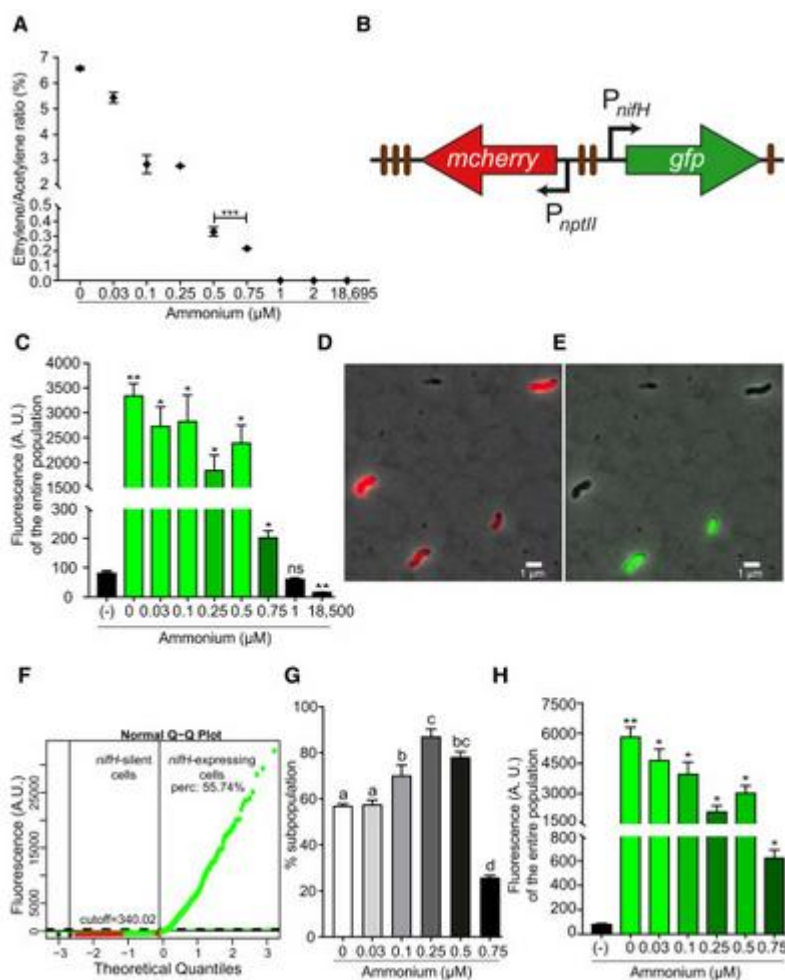 A
Ethylene/Acetylene ratio (%)
7
6
5
4
3
2
0.5
0.4
0.3
0.2
0.1
0.0
***
0 0.03 0.1 0.25 0.5 0.75 1 2 18,695
Ammonium (µM)
B
PnifH
mcherry
gfp
PnptII
C
Fluorescence (A. U.)
of the entire population
4000
3500
3000
2500
2000
1500
300
200
100
0
** * * * * * ns **
(-) 0 0.03 0.1 0.25 0.5 0.75 1 18,500
Ammonium (µM)
D
1 µm
E
1 µm
F
Normal Q-Q Plot
nifH-silent
cells
nifH-expressing
cells
perc: 55.74%
cutoff=340.02
Fluorescence (A.U.)
25000
15000
5000
0
-3 -2 -1 0 1 2 3
Theoretical Quantiles
G
% subpopulation
100
80
60
40
20
0
a a b c bc d
0 0.03 0.1 0.25 0.5 0.75
Ammonium (µM)
H
Fluorescence (A. U.)
of the entire population
7500
6000
4500
3000
1500
800
600
400
200
0
** * * * * *
(-) 0 0.03 0.1 0.25 0.5 0.75
Ammonium (µM)